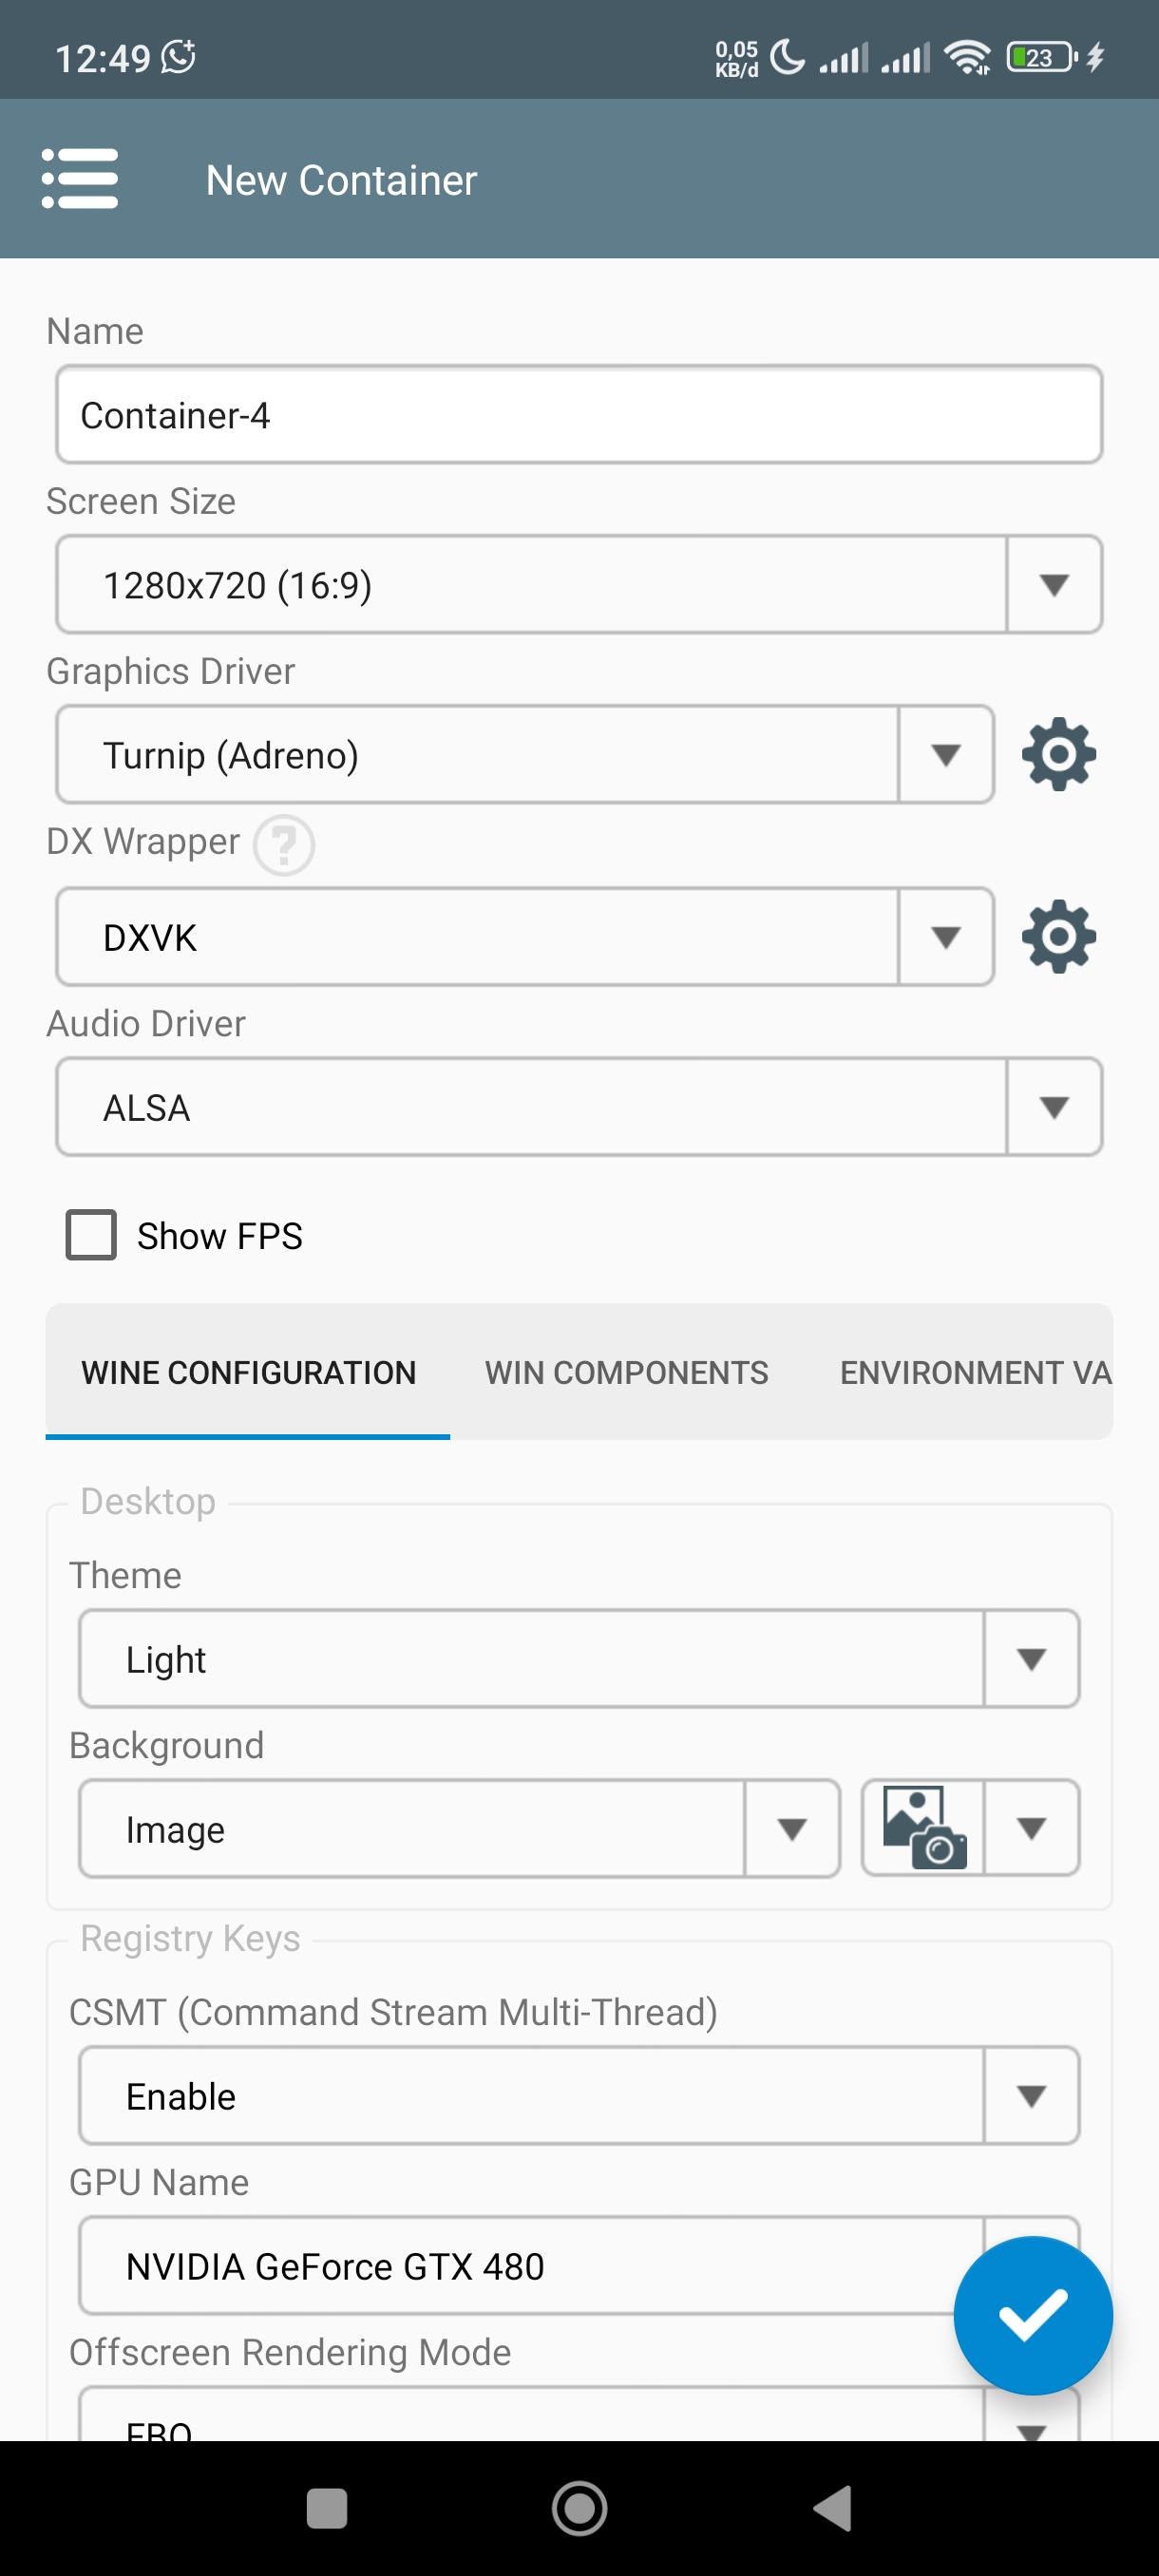 12:49
0,05
KB/d
23
New Container
Name
Container-4
Screen Size
1280x720 (16:9)
Graphics Driver
Turnip (Adreno)
DX Wrapper ?
DXVK
Audio Driver
ALSA
Show FPS
WINE CONFIGURATION WIN COMPONENTS ENVIRONMENT VA
Desktop
Theme
Light
Background
Image
Registry Keys
CSMT (Command Stream Multi-Thread)
Enable
GPU Name
NVIDIA GeForce GTX 480
Offscreen Rendering Mode
FBO